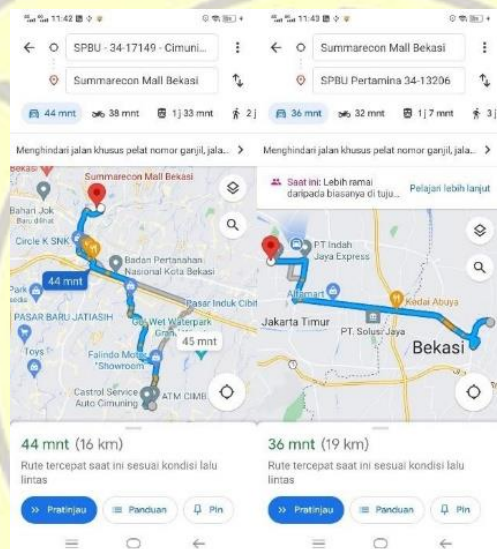 11:42
SPBU - 34-17149 - Cimuni...
Summarecon Mall Bekasi
44 mnt
38 mnt
1 j 33 mnt
2 j
Menghindari jalan khusus pelat nomor ganjil, jala...
Bekasi
Summarecon Mall Bekasi
Bahari Jok
Baru dilihat
Circle K SNK
Badan Pertanahan
Nasional Kota Bekasi
44 mnt
Park
Pasar Induk Cibit
PASAR BARU JATIASIH
Go! Wet Waterpark
Gran
45 mnt
Toys
Falindo Motor
"Showroom"
Castrol Service
Auto Cimuning
ATM CIMB
44 mnt (16 km)
Rute tercepat saat ini sesuai kondisi lalu
lintas
Pratinjau
Panduan
Pin
11:43
Summarecon Mall Bekasi
SPBU Pertamina 34-13206
36 mnt
32 mnt
1 j 7 mnt
3 j
Menghindari jalan khusus pelat nomor ganjil, jala...
Saat ini: Lebih ramai
daripada biasanya di tuju...
Pelajari lebih lanjut
PT Indah
Jaya Express
Alfamart
Kedai Abuya
Jakarta Timur
PT. Solusi Jaya
Bekasi
36 mnt (19 km)
Rute tercepat saat ini sesuai kondisi lalu
lintas
Pratinjau
Panduan
Pin